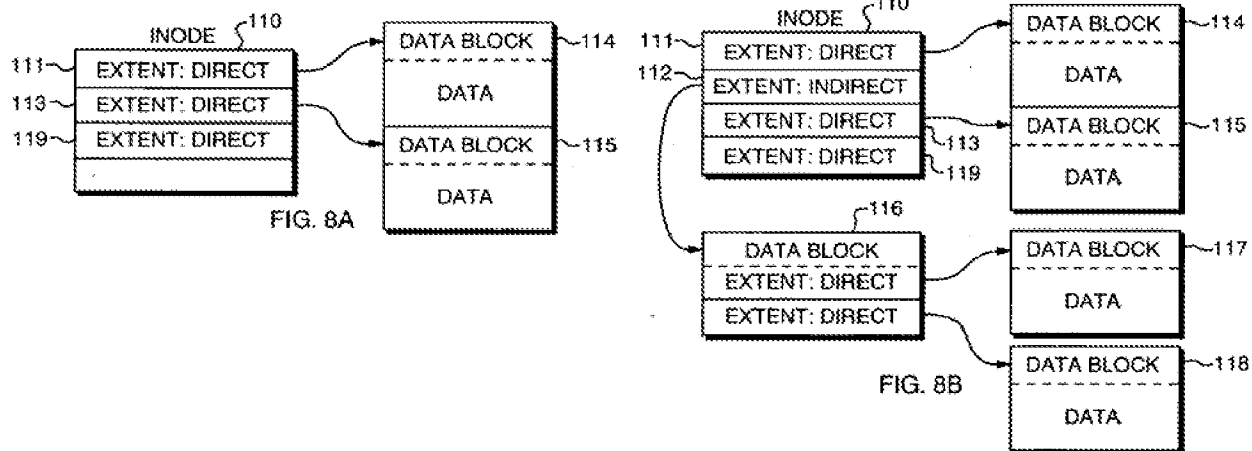 INODE
110
111
EXTENT: DIRECT
113
EXTENT: DIRECT
119
EXTENT: DIRECT
DATA BLOCK
114
DATA
DATA BLOCK
115
DATA
FIG. 8A
INODE
110
111
EXTENT: DIRECT
112
EXTENT: INDIRECT
EXTENT: DIRECT
113
EXTENT: DIRECT
119
DATA BLOCK
114
DATA
DATA BLOCK
115
DATA
116
DATA BLOCK
EXTENT: DIRECT
EXTENT: DIRECT
DATA BLOCK
117
DATA
DATA BLOCK
118
DATA
FIG. 8B